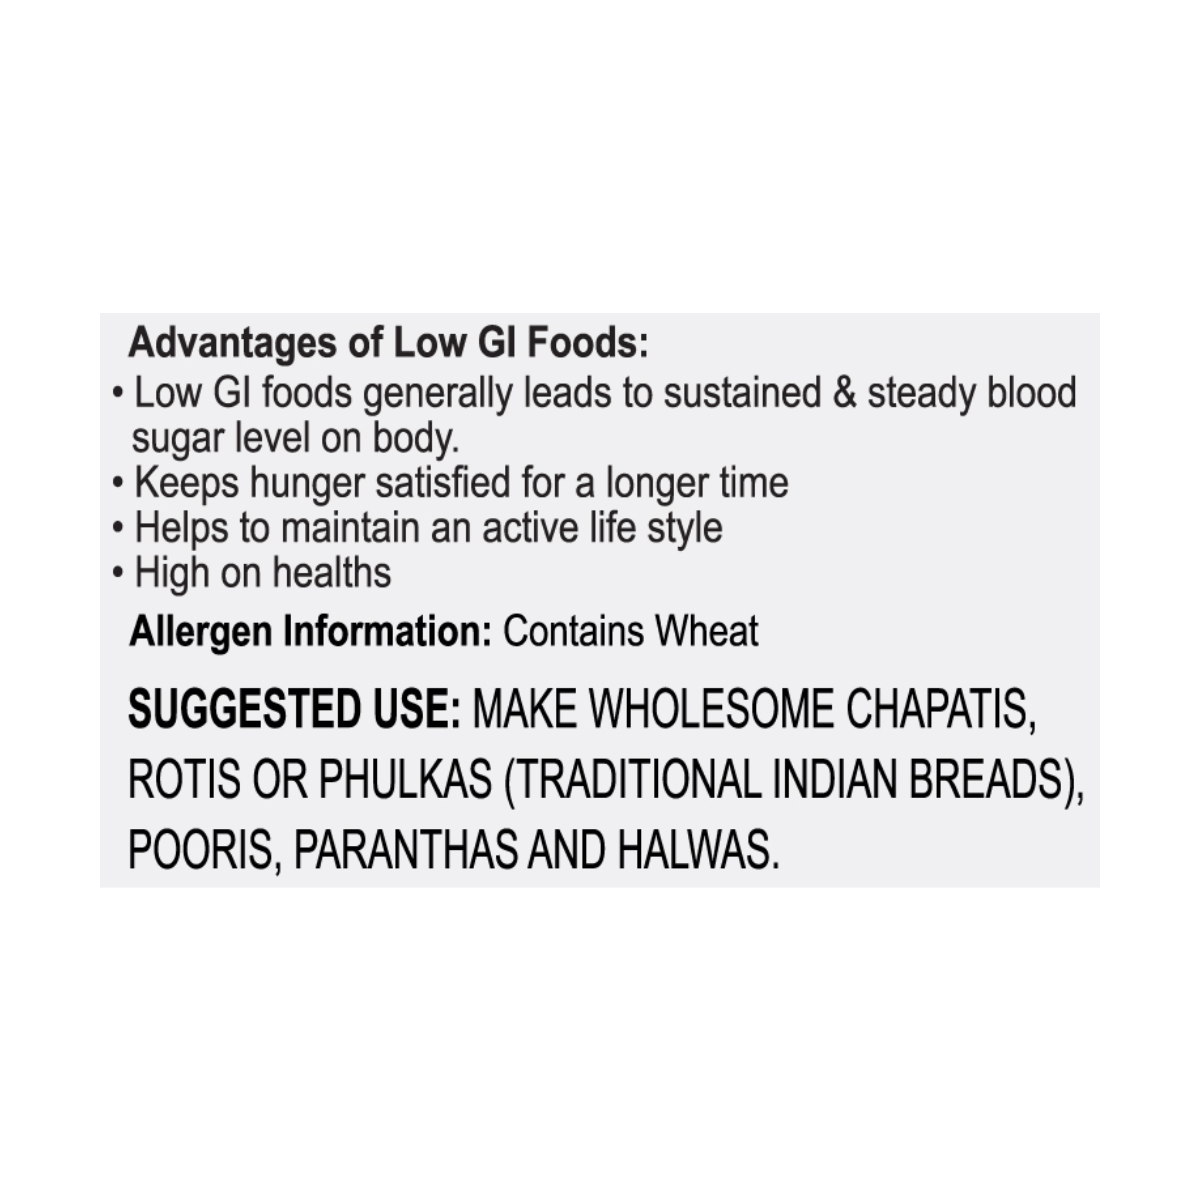 Advantages of Low GI Foods:
• Low GI foods generally leads to sustained & steady blood
sugar level on body.
• Keeps hunger satisfied for a longer time
• Helps to maintain an active life style
• High on healths
Allergen Information: Contains Wheat
SUGGESTED USE: MAKE WHOLESOME CHAPATIS,
ROTIS OR PHULKAS (TRADITIONAL INDIAN BREADS),
POORIS, PARANTHAS AND HALWAS.